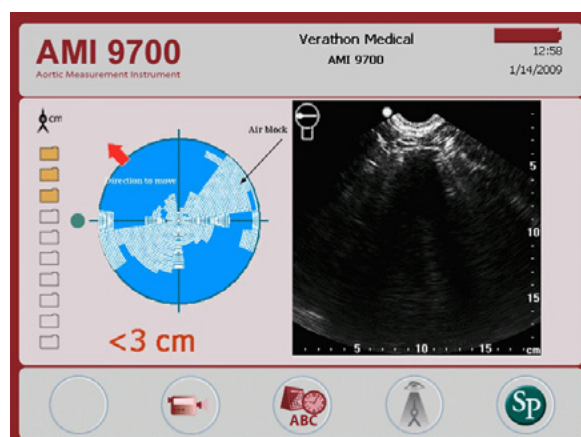 AMI 9700
Aortic Measurement Instrument
Verathon Medical
AMI 9700
12:58
1/14/2009
cm
Air block
Direction to move
<3 cm
5
10
15
5 10 15 cm
ABC
SP